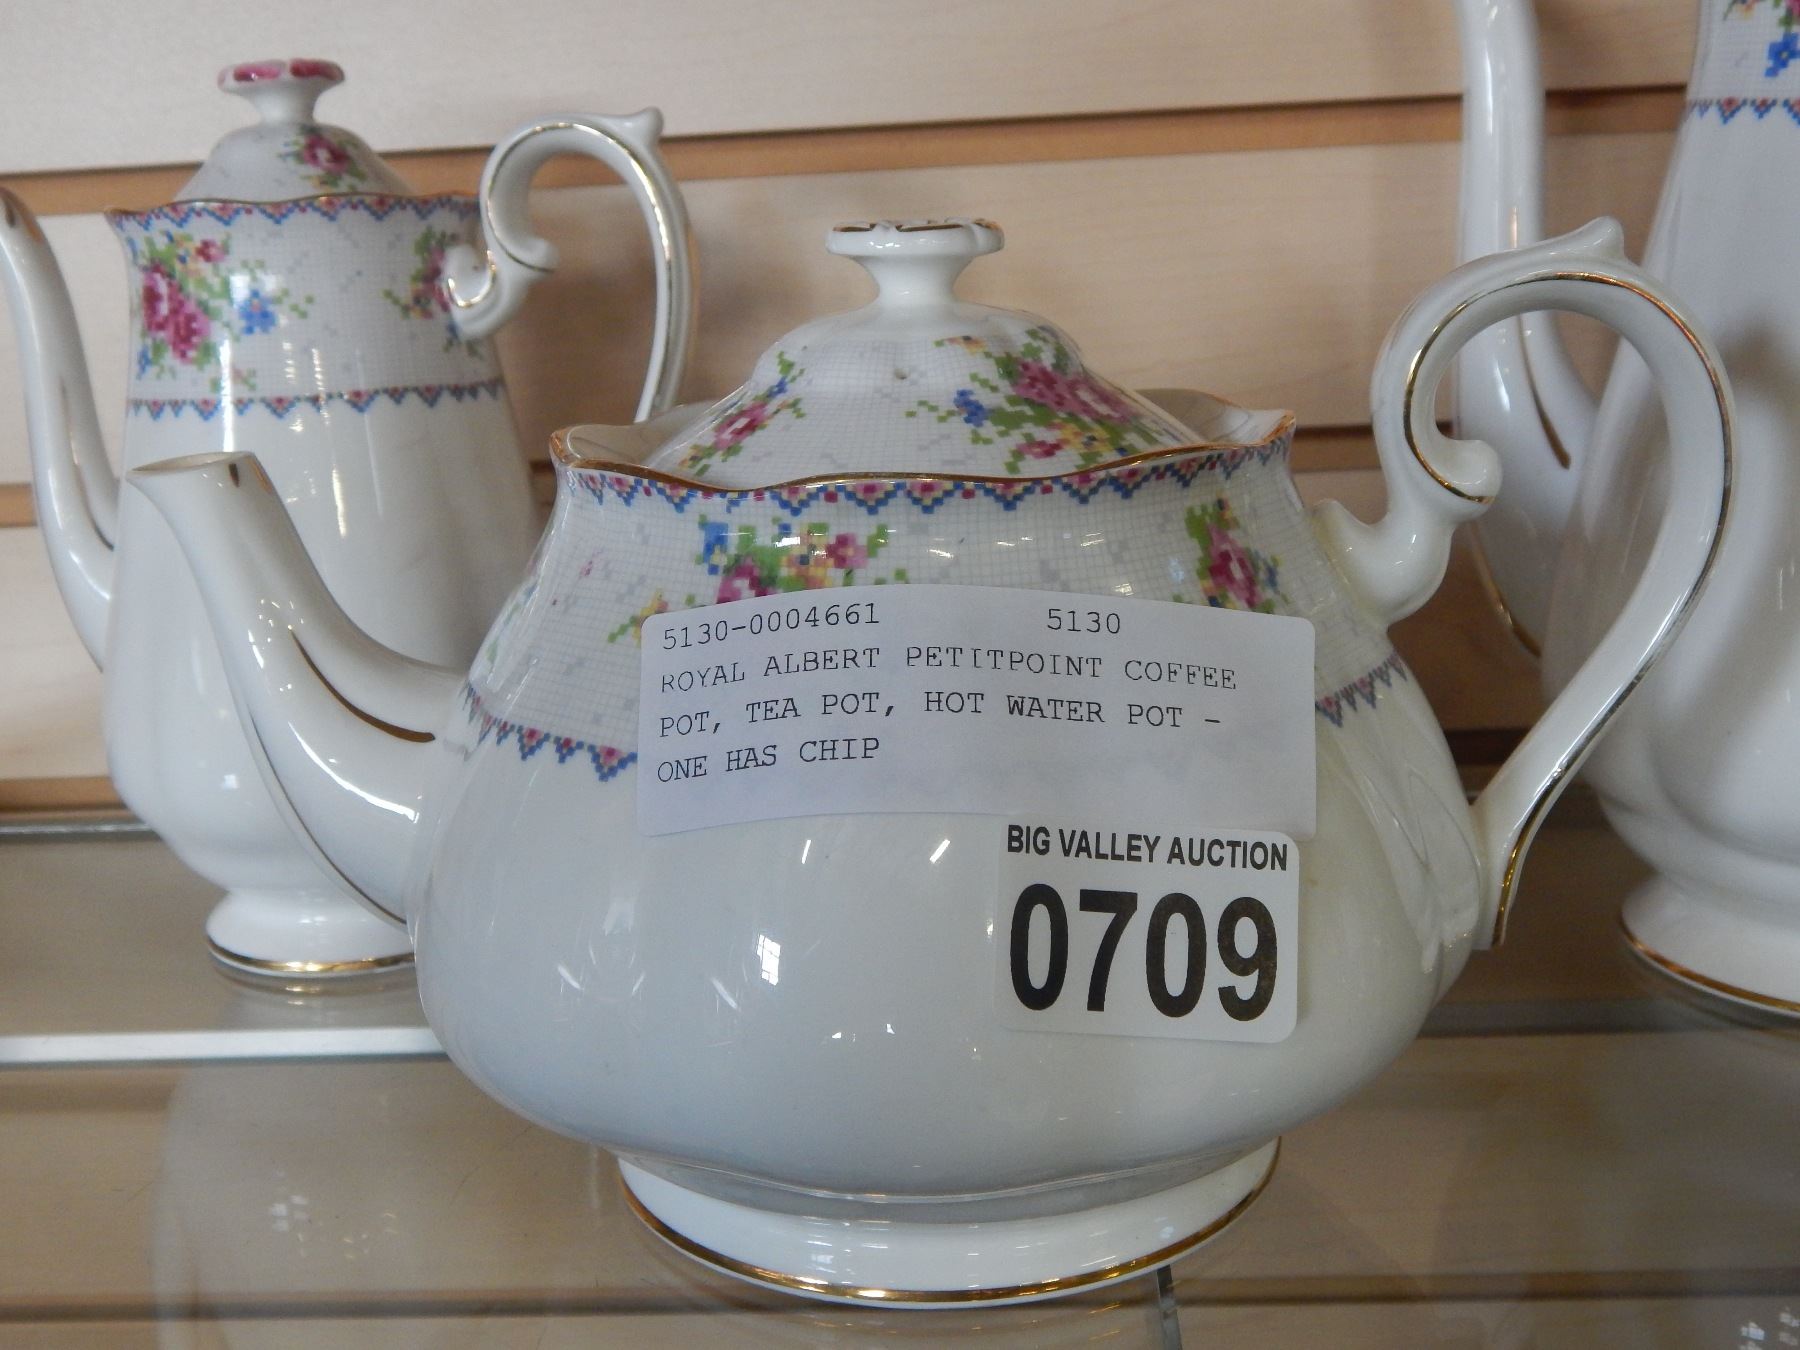 5130-0004661 5130
ROYAL ALBERT PETITPOINT COFFEE
POT, TEA POT, HOT WATER POT -
ONE HAS CHIP
BIG VALLEY AUCTION
0709